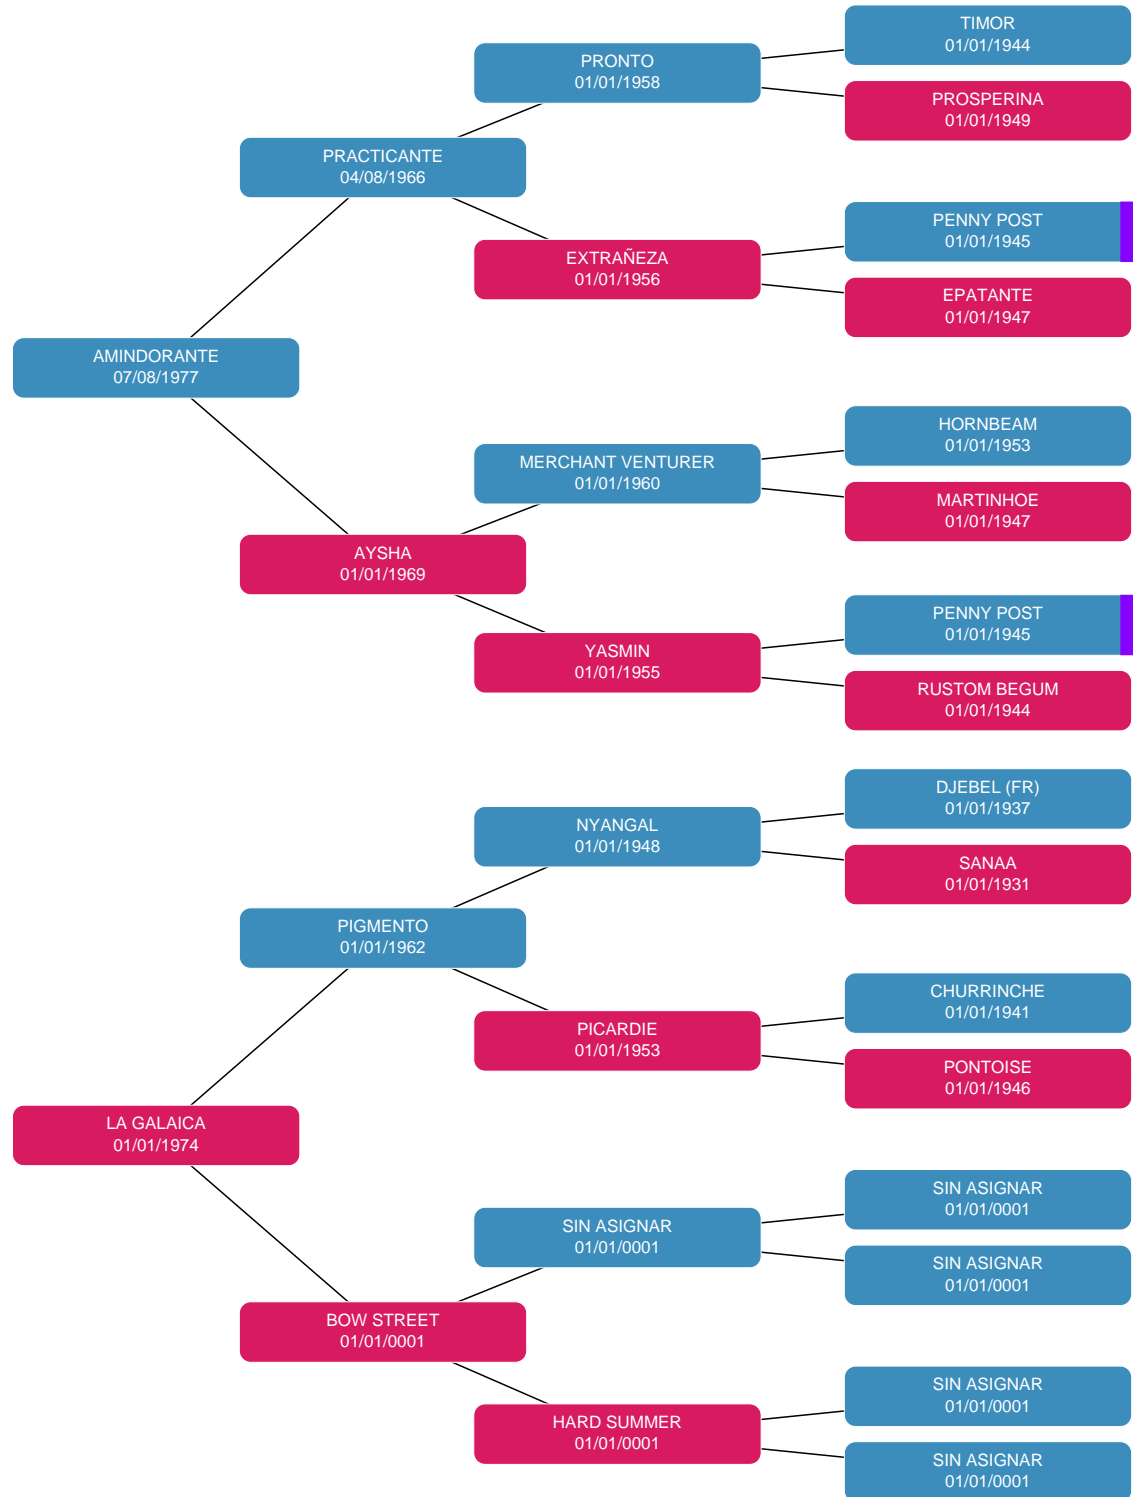 TIMOR
01/01/1944
PRONTO
01/01/1958
PROSPERINA
01/01/1949
PRACTICANTE
04/08/1966
PENNY POST
01/01/1945
EXTRAÑEZA
01/01/1956
EPATANTE
01/01/1947
AMINDORANTE
07/08/1977
HORNBEAM
01/01/1953
MERCHANT VENTURER
01/01/1960
MARTINHOE
01/01/1947
AYSHA
01/01/1969
PENNY POST
01/01/1945
YASMIN
01/01/1955
RUSTOM BEGUM
01/01/1944
DJEBEL (FR)
01/01/1937
NYANGAL
01/01/1948
SANAA
01/01/1931
PIGMENTO
01/01/1962
CHURRINCHE
01/01/1941
PICARDIE
01/01/1953
PONTOISE
01/01/1946
LA GALAICA
01/01/1974
SIN ASIGNAR
01/01/0001
SIN ASIGNAR
01/01/0001
SIN ASIGNAR
01/01/0001
BOW STREET
01/01/0001
SIN ASIGNAR
01/01/0001
HARD SUMMER
01/01/0001
SIN ASIGNAR
01/01/0001